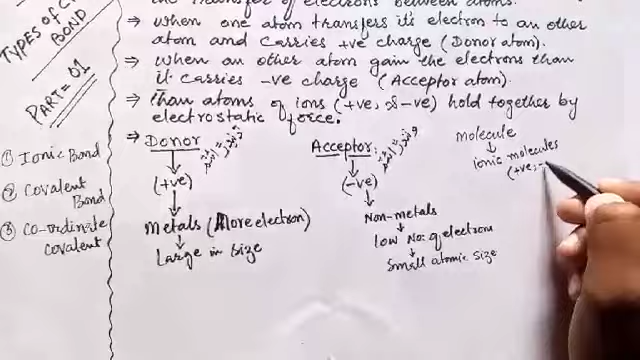 TYPES OF C
BOND
PART= 01
① Ionic Bond
② Covalent
Bond
③ Co-ordinate
covalent
the Transfer of electrons between atoms.
⇒ when one atom transfers it's electron to an other
atom and carries +ve charge (Donor atom).
⇒ when an other atom gain the electrons than
it carries -ve charge (Acceptor atom).
⇒ Than atoms of ions (+ve, & -ve) hold together by
electrostatic force.
⇒ Donor
↓
(+ve)
↓
Metals (More electron)
↓
Large in size
Acceptor
↓
(-ve)
↓
Non-metals
↓
low No: of electrons
↓
Small atomic size
molecule
↓
ionic molecules
(+ve, -